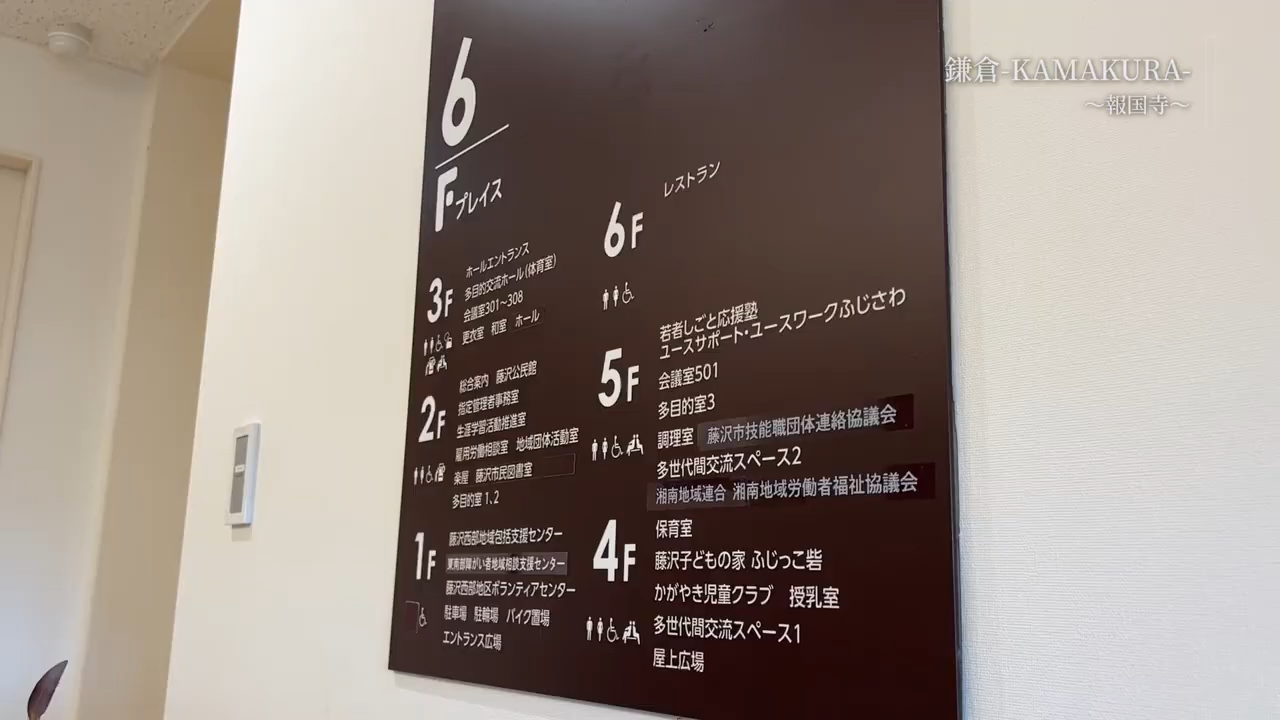 鎌倉-KAMAKURA-
～報国寺～
6
Fプレイス
3F
ホールエントランス
多目的交流ホール(体育室)
会議室301～308
更衣室 和室 ホール
2F
総合案内 藤沢公民館
指定管理者事務室
生涯学習活動推進室
雇用労働相談室 地域団体活動室
楽屋 藤沢市民図書室
多目的室 1、2
1F
藤沢西部地域包括支援センター
東南部障がい者地域相談支援センター
藤沢西部地区ボランティアセンター
駐車場 駐輪場 バイク置場
エントランス広場
6F
レストラン
5F
若者しごと応援塾
ユースサポート・ユースワークふじさわ
会議室501
多目的室3
調理室 藤沢市技能職団体連絡協議会
多世代間交流スペース2
湘南地域連合 湘南地域労働者福祉協議会
4F
保育室
藤沢子どもの家 ふじっこ砦
かがやき児童クラブ 授乳室
多世代間交流スペース1
屋上広場